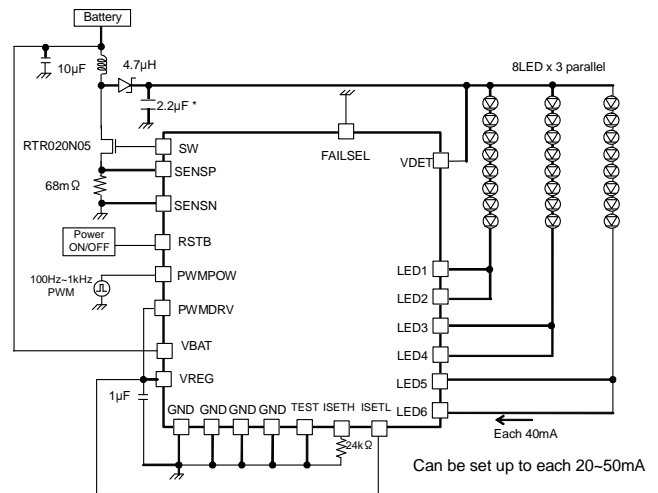 Battery
10μF
4.7μH
2.2μF *
8LED x 3 parallel
RTR020N05
SW
FAILSEL
VDET
SENSP
68mΩ
SENSN
Power
ON/OFF
RSTB
100Hz~1kHz
PWM
PWMPOW
LED1
LED2
PWMDRV
LED3
VBAT
LED4
VREG
LED5
1μF
GND
GND
GND
GND
TEST
ISETH
ISETL
LED6
24kΩ
Each 40mA
Can be set up to each 20~50mA